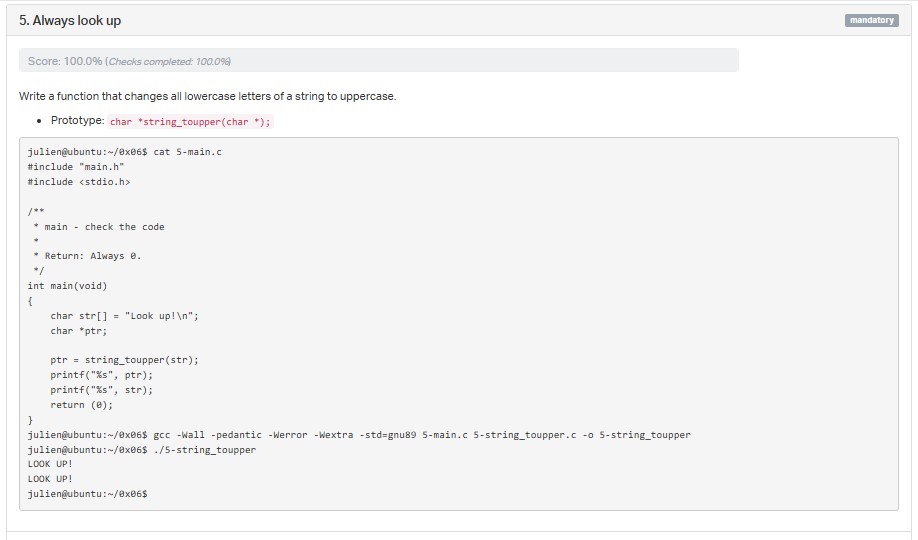 5. Always look up
mandatory
Score: 100.0% (Checks completed: 100.0%)
Write a function that changes all lowercase letters of a string to uppercase.
• Prototype: char *string_toupper(char *);
julien@ubuntu:~/0x06$ cat 5-main.c
#include "main.h"
#include <stdio.h>
/**
 * main - check the code
 *
 * Return: Always 0.
 */
int main(void)
{
    char str[] = "Look up!\n";
    char *ptr;
    ptr = string_toupper(str);
    printf("%s", ptr);
    printf("%s", str);
    return (0);
}
julien@ubuntu:~/0x06$ gcc -Wall -pedantic -Werror -Wextra -std=gnu89 5-main.c 5-string_toupper.c -o 5-string_toupper
julien@ubuntu:~/0x06$ ./5-string_toupper
LOOK UP!
LOOK UP!
julien@ubuntu:~/0x06$